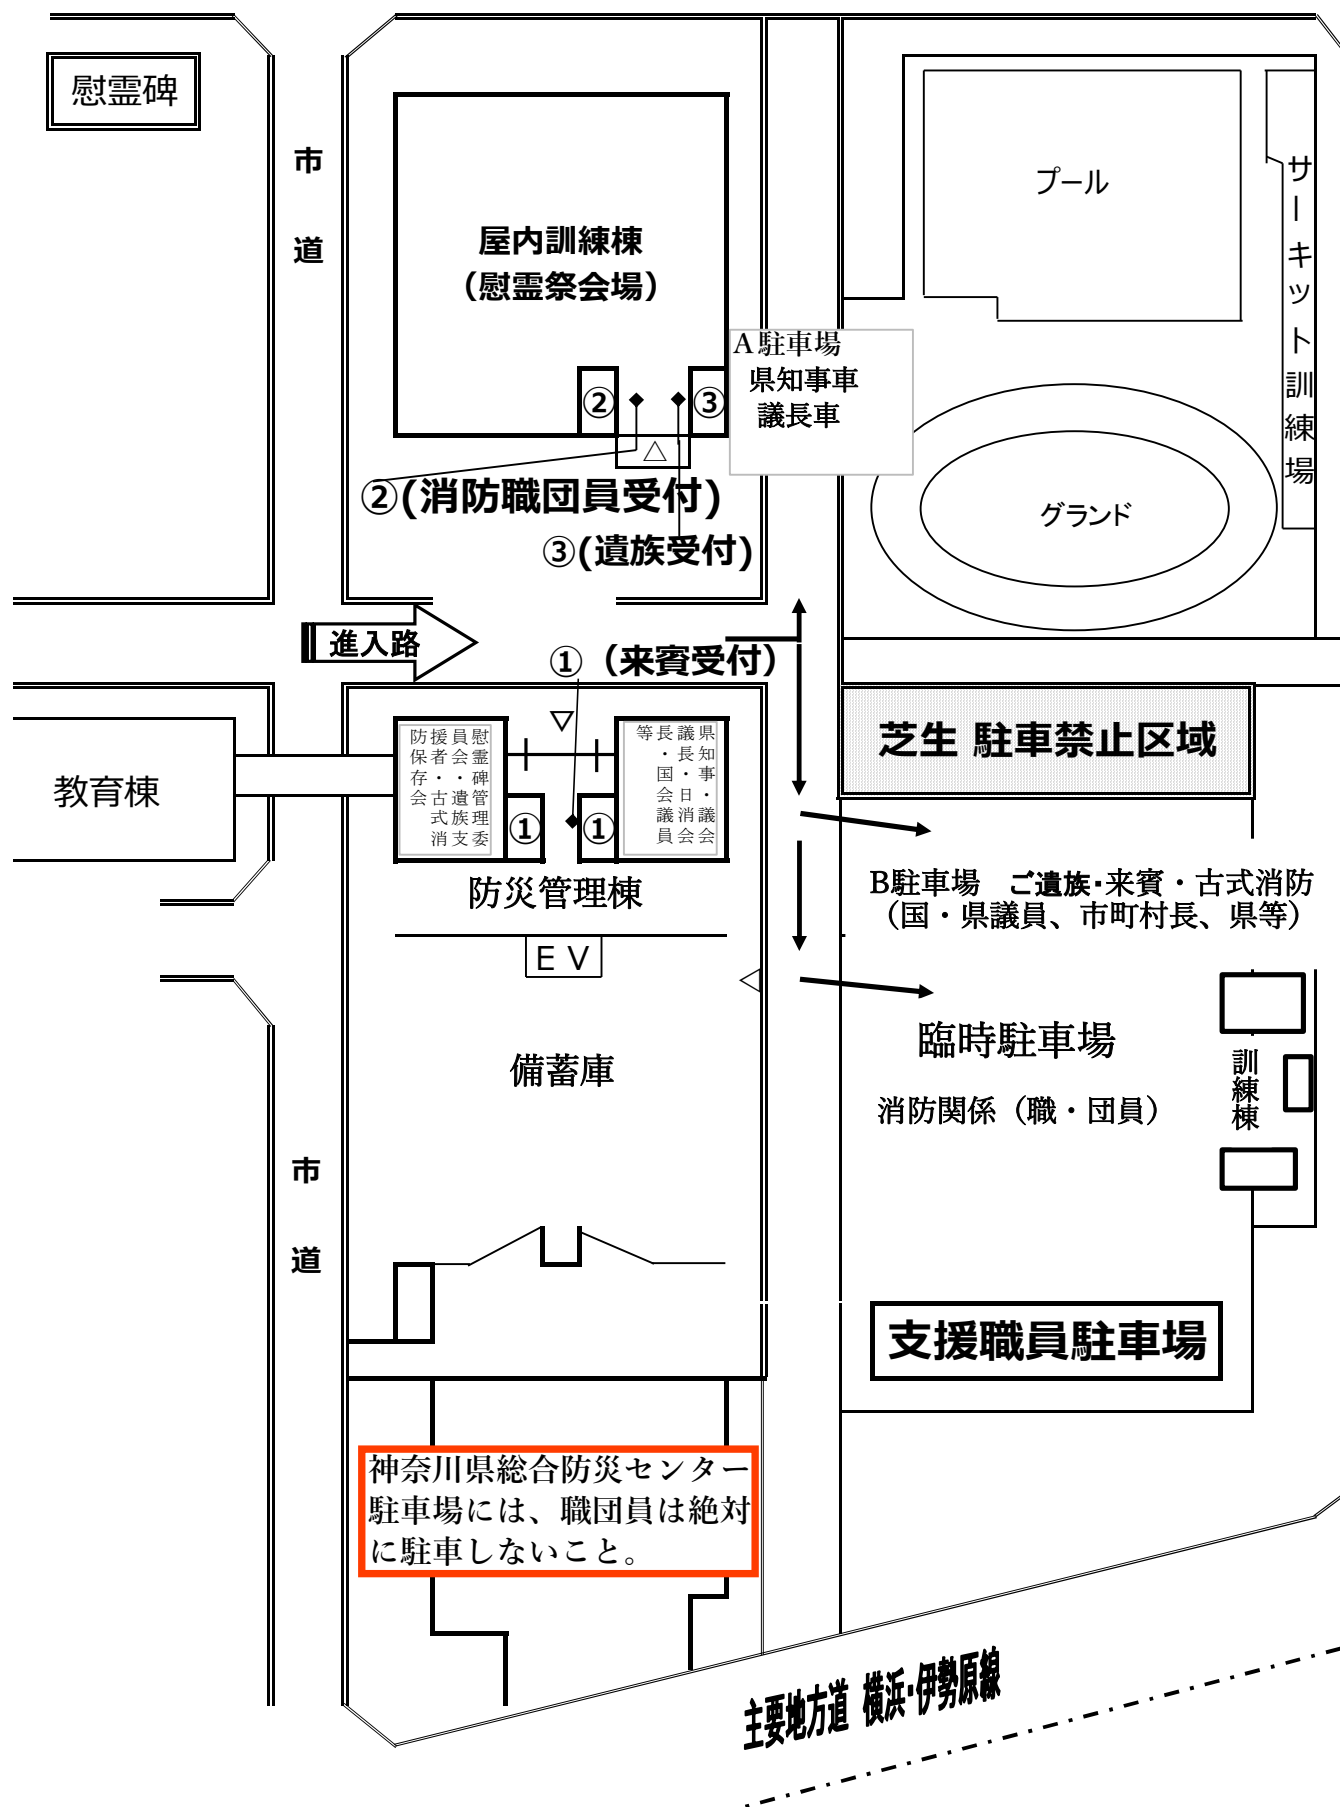 慰霊碑
市道
屋内訓練棟
（慰霊祭会場）
プール
サーキット訓練場
Ａ駐車場
県知事車
議長車
②
③
△
②(消防職団員受付)
③(遺族受付)
グランド
進入路
①（来賓受付）
芝生 駐車禁止区域
▽
教育棟
慰霊碑管理委
員会・遺族支
援者・古式消
防保存会
県知事・議会
議長・日消会
長・国会議員
等
①
①
防災管理棟
ＥＶ
B駐車場　ご遺族・来賓・古式消防
（国・県議員、市町村長、県等）
◁
臨時駐車場
消防関係（職・団員）
訓練棟
備蓄庫
市道
支援職員駐車場
神奈川県総合防災センター
駐車場には、職団員は絶対
に駐車しないこと。
主要地方道 横浜・伊勢原線